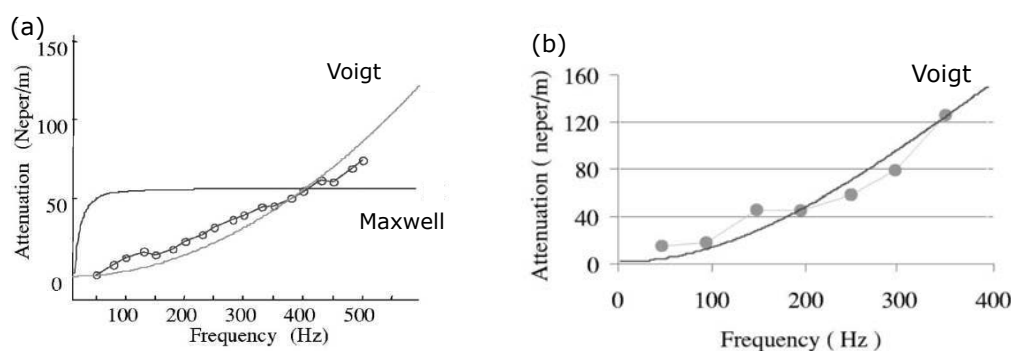 (a)
150
100
50
0
Attenuation (Neper/m)
Voigt
Maxwell
100 200 300 400 500
Frequency (Hz)
(b)
160
120
80
40
0
Attenuation ( neper/m)
Voigt
0 100 200 300 400
Frequency ( Hz )